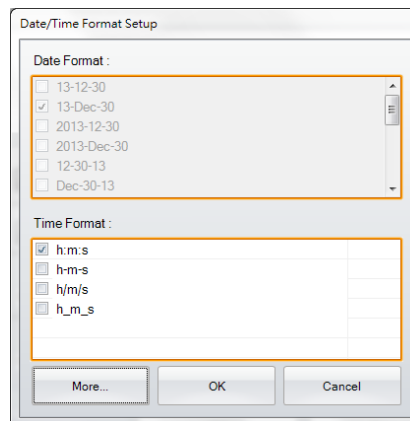 Date/Time Format Setup
Date Format :
13-12-30
13-Dec-30
2013-12-30
2013-Dec-30
12-30-13
Dec-30-13
Time Format :
h:m:s
h-m-s
h/m/s
h_m_s
More...
OK
Cancel